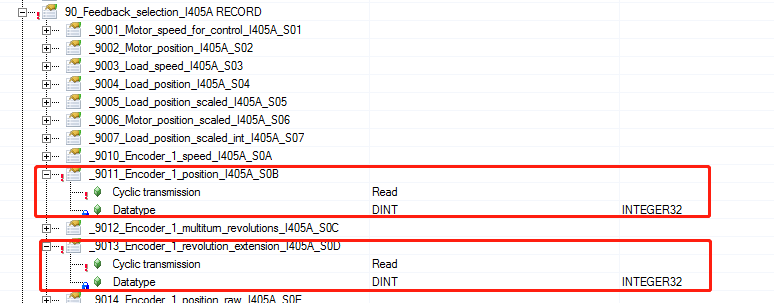 90_Feedback_selection_I405A RECORD
_9001_Motor_speed_for_control_I405A_S01
_9002_Motor_position_I405A_S02
_9003_Load_speed_I405A_S03
_9004_Load_position_I405A_S04
_9005_Load_position_scaled_I405A_S05
_9006_Motor_position_scaled_I405A_S06
_9007_Load_position_scaled_int_I405A_S07
_9010_Encoder_1_speed_I405A_S0A
_9011_Encoder_1_position_I405A_S0B
Cyclic transmission Read
Datatype DINT INTEGER32
_9012_Encoder_1_multiturn_revolutions_I405A_S0C
_9013_Encoder_1_revolution_extension_I405A_S0D
Cyclic transmission Read
Datatype DINT INTEGER32
_9014_Encoder_1_position_raw_I405A_S0E